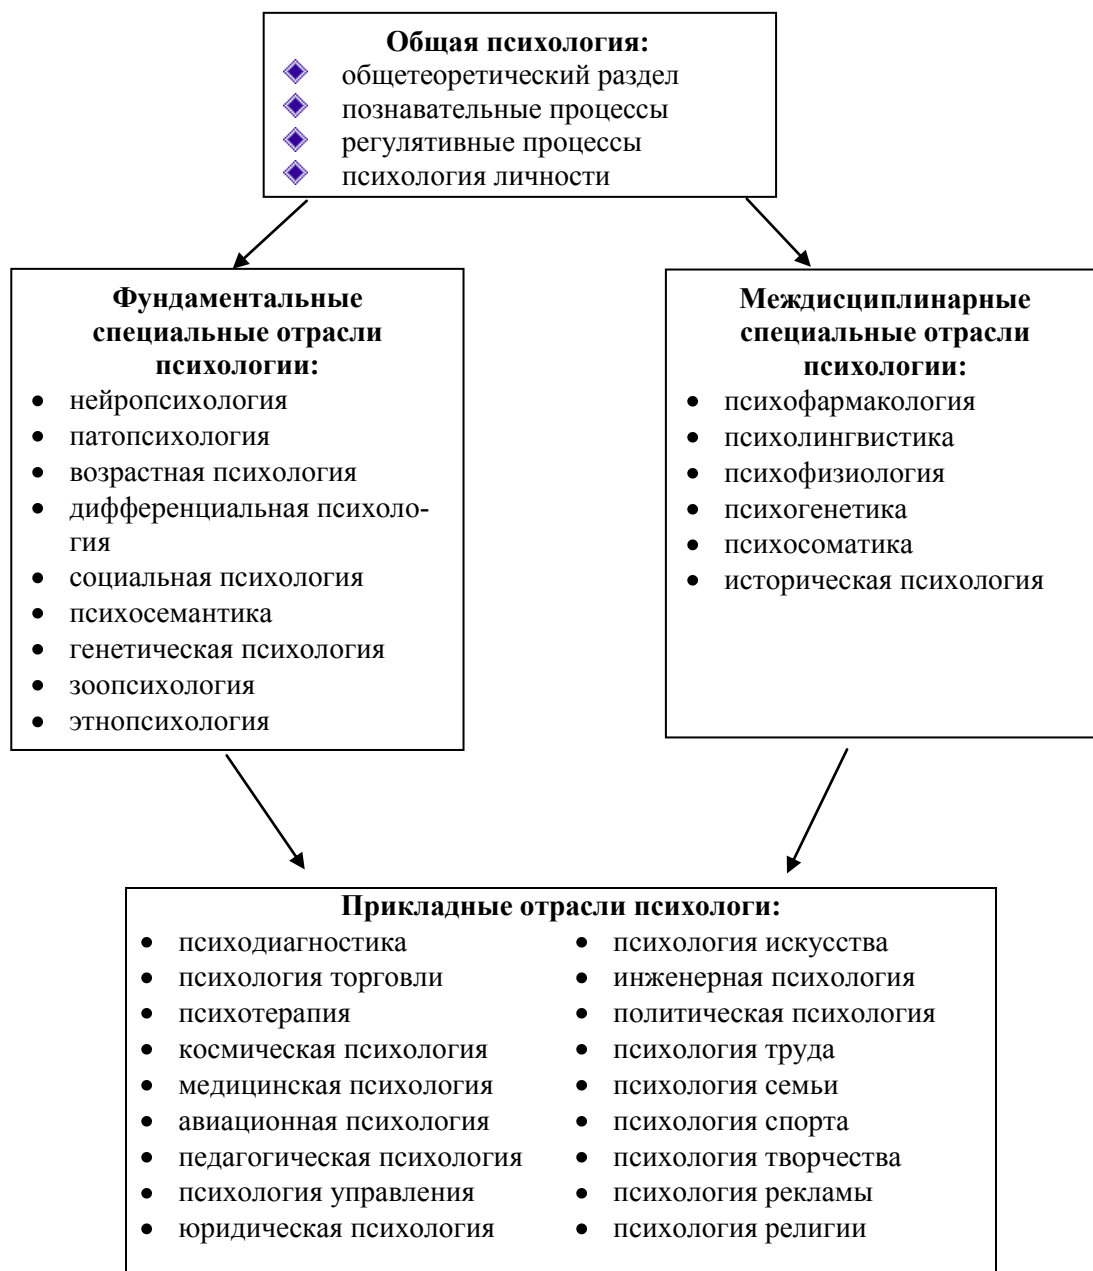 Общая психология:
общетеоретический раздел
познавательные процессы
регулятивные процессы
психология личности
Фундаментальные
специальные отрасли
психологии:
• нейропсихология
• патопсихология
• возрастная психология
• дифференциальная психоло-
гия
• социальная психология
• психосемантика
• генетическая психология
• зоопсихология
• этнопсихология
Междисциплинарные
специальные отрасли
психологии:
• психофармакология
• психолингвистика
• психофизиология
• психогенетика
• психосоматика
• историческая психология
Прикладные отрасли психологи:
• психодиагностика
• психология торговли
• психотерапия
• космическая психология
• медицинская психология
• авиационная психология
• педагогическая психология
• психология управления
• юридическая психология
• психология искусства
• инженерная психология
• политическая психология
• психология труда
• психология семьи
• психология спорта
• психология творчества
• психология рекламы
• психология религии